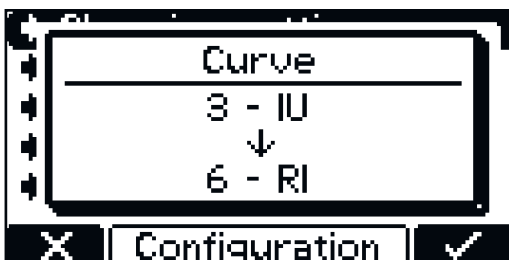 Curve
3 - IU
↓
6 - RI
Configuration